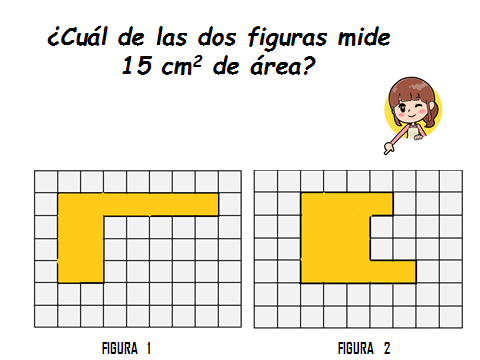 ¿Cuál de las dos figuras mide
15 cm² de área?
FIGURA 1
FIGURA 2